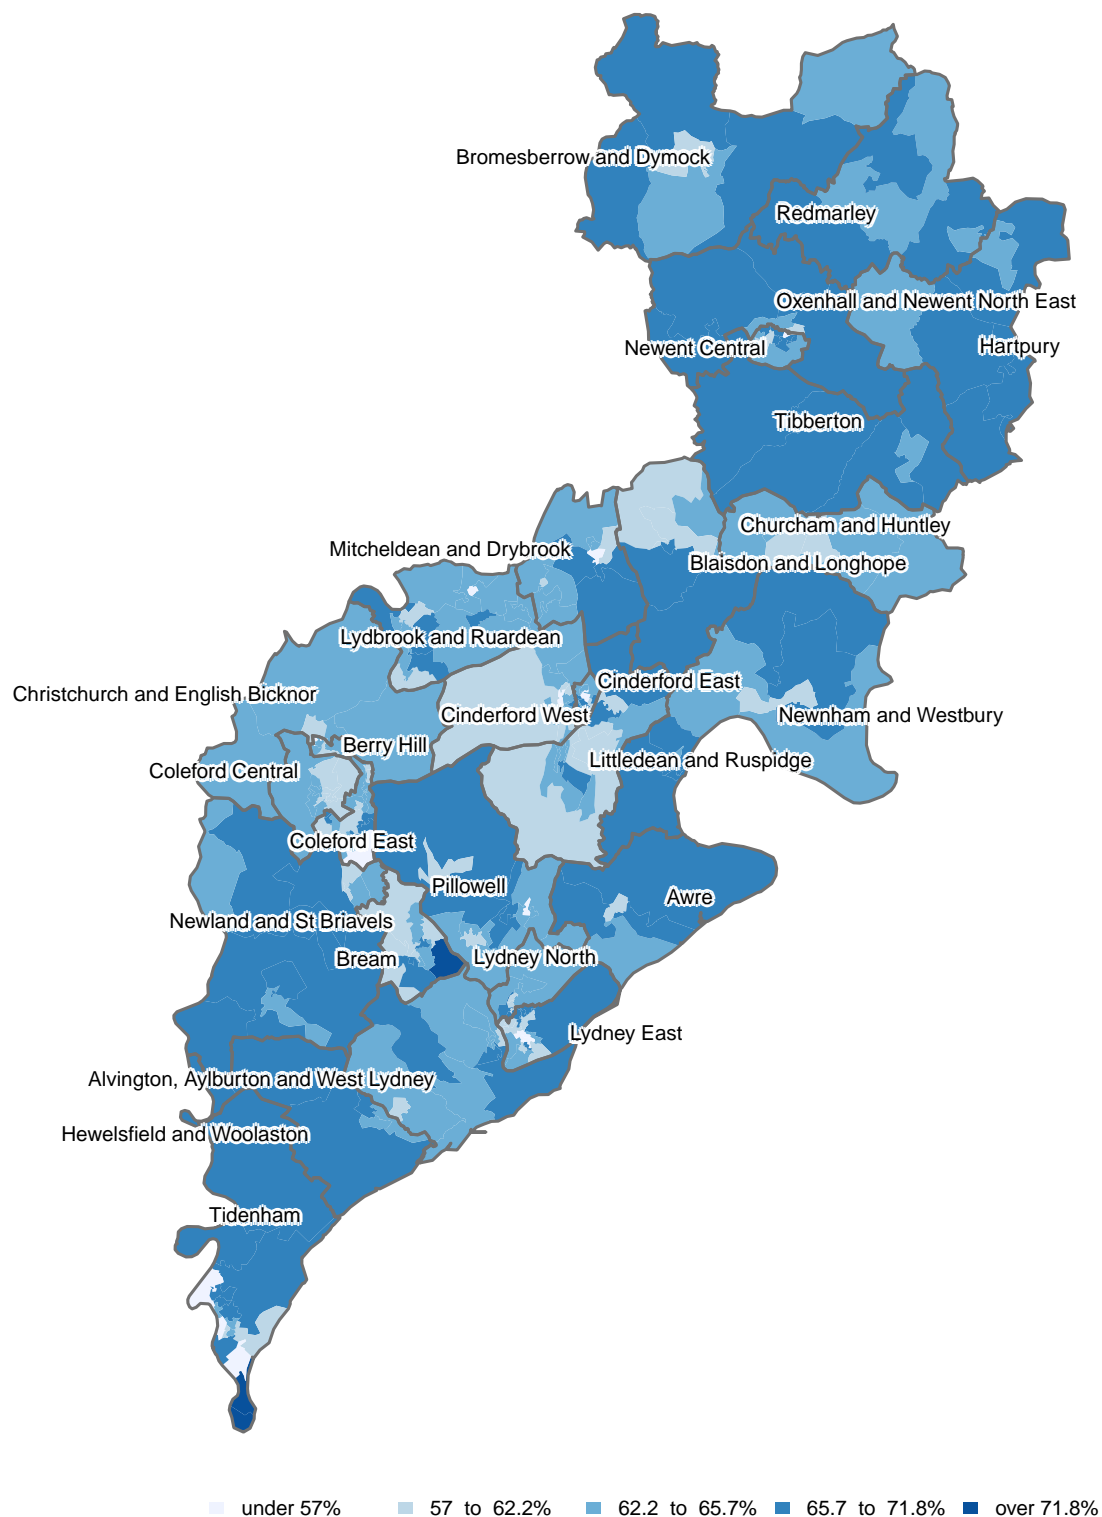 Bromesberrow and Dymock
Redmarley
Oxenhall and Newent North East
Newent Central
Hartpury
Tibberton
Churcham and Huntley
Mitcheldean and Drybrook
Blaisdon and Longhope
Lydbrook and Ruardean
Cinderford East
Christchurch and English Bicknor
Cinderford West
Newnham and Westbury
Berry Hill
Littledean and Ruspidge
Coleford Central
Coleford East
Pillowell
Awre
Newland and St Briavels
Bream
Lydney North
Lydney East
Alvington, Aylburton and West Lydney
Hewelsfield and Woolaston
Tidenham
under 57% 57 to 62.2% 62.2 to 65.7% 65.7 to 71.8% over 71.8%